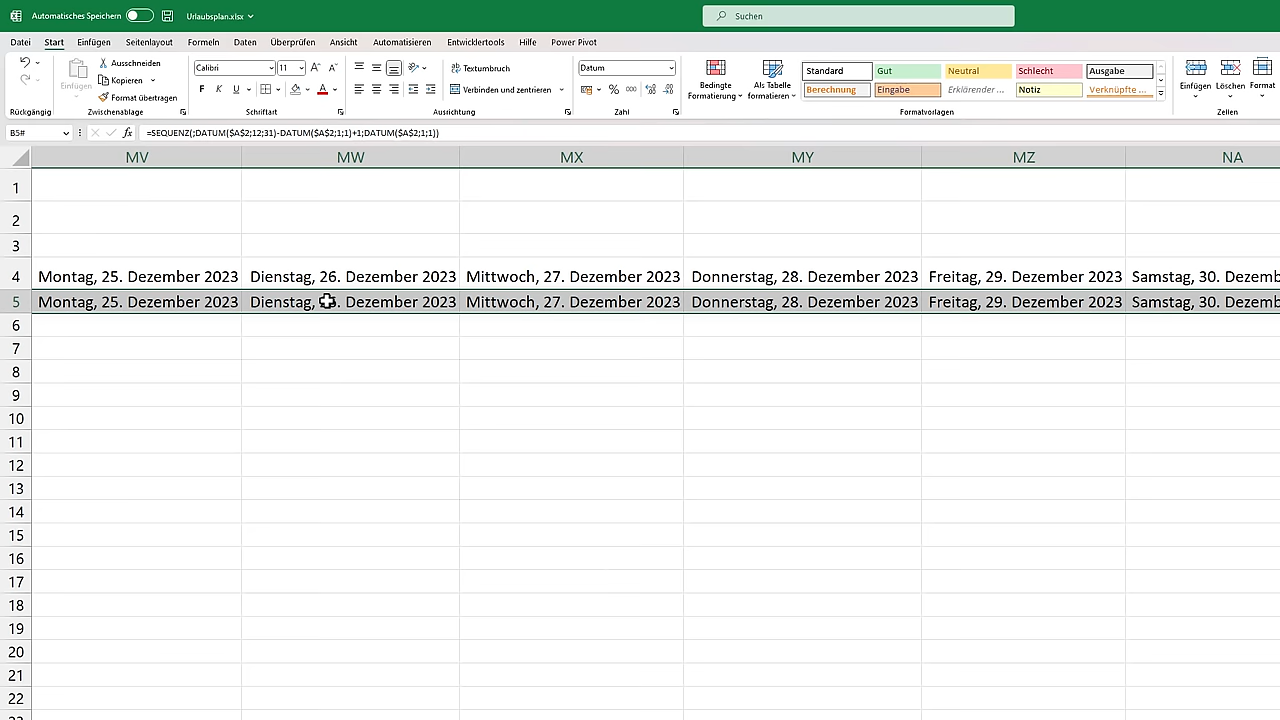 Automatisches Speichern Urlaubsplan.xlsx Suchen
Datei Start Einfügen Seitenlayout Formeln Daten Überprüfen Ansicht Automatisieren Entwicklertools Hilfe Power Pivot
Einfügen Ausschneiden
Kopieren
Format übertragen
Calibri 11
F K U
Textumbruch
Verbinden und zentrieren
Datum
% 000
Bedingte Formatierung
Als Tabelle formatieren
Standard Gut Neutral Schlecht Ausgabe
Berechnung Eingabe Erklärender ... Notiz Verknüpfte ...
Einfügen Löschen Format
Rückgängig Zwischenablage Schriftart Ausrichtung Zahl Formatvorlagen Zellen
B5# fx =SEQUENZ(;DATUM($A$2;12;31)-DATUM($A$2;1;1)+1;DATUM($A$2;1;1))
MV MW MX MY MZ NA
1
2
3
4 Montag, 25. Dezember 2023 Dienstag, 26. Dezember 2023 Mittwoch, 27. Dezember 2023 Donnerstag, 28. Dezember 2023 Freitag, 29. Dezember 2023 Samstag, 30. Dezemb
5 Montag, 25. Dezember 2023 Dienstag, . Dezember 2023 Mittwoch, 27. Dezember 2023 Donnerstag, 28. Dezember 2023 Freitag, 29. Dezember 2023 Samstag, 30. Dezemb
6
7
8
9
10
11
12
13
14
15
16
17
18
19
20
21
22